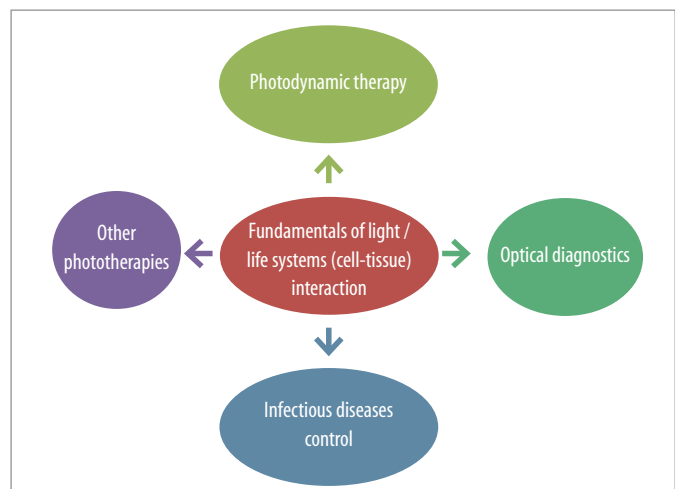 Photodynamic therapy
Other
phototherapies
Fundamentals of light /
life systems (cell-tissue)
interaction
Optical diagnostics
Infectious diseases
control